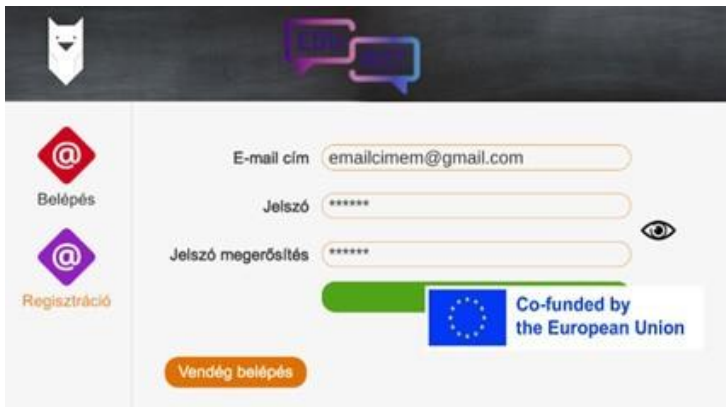 E-mail cím emailcimem@gmail.com
Belépés
Jelszó ******
Jelszó megerősítés ******
Regisztráció
Co-funded by
the European Union
Vendég belépés